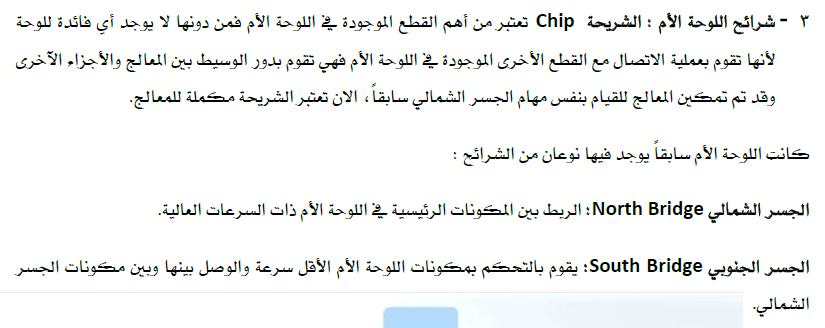 ٣ - شرائح اللوحة الأم : الشريحة Chip تعتبر من أهم القطع الموجودة في اللوحة الأم فمن دونها لا يوجد أي فائدة للوحة
لأنها تقوم بعملية الاتصال مع القطع الأخرى الموجودة في اللوحة الأم فهي تقوم بدور الوسيط بين المعالج والأجزاء الآخرى
وقد تم تمكين المعالج للقيام بنفس مهام الجسر الشمالي سابقاً، الان تعتبر الشريحة مكملة للمعالج.
كانت اللوحة الأم سابقاً يوجد فيها نوعان من الشرائح :
الجسر الشمالي North Bridge: الربط بين المكونات الرئيسية في اللوحة الأم ذات السرعات العالية.
الجسر الجنوبي South Bridge: يقوم بالتحكم بمكونات اللوحة الأم الأقل سرعة والوصل بينها وبين مكونات الجسر
الشمالي.